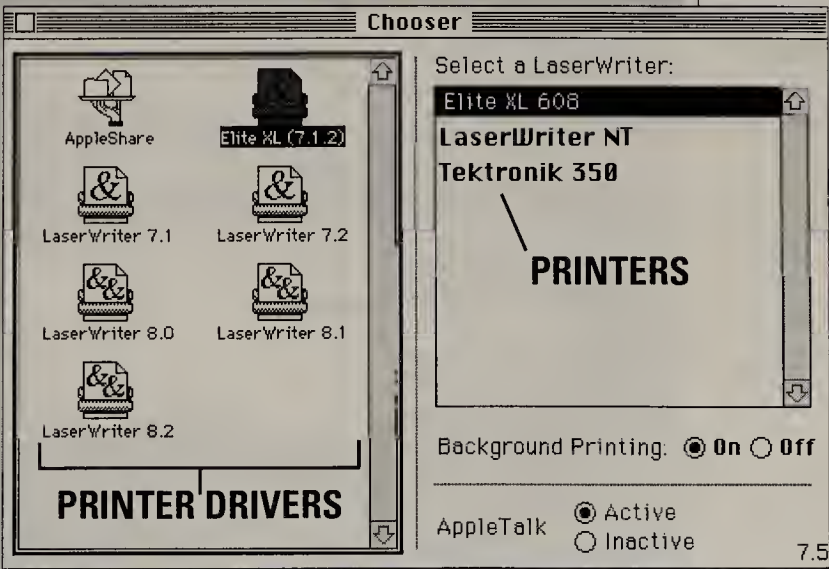 Chooser
AppleShare
Elite XL (7.1.2)
LaserWriter 7.1
LaserWriter 7.2
LaserWriter 8.0
LaserWriter 8.1
LaserWriter 8.2
PRINTER DRIVERS
Select a LaserWriter:
Elite XL 608
LaserWriter NT
Tektronik 350
PRINTERS
Background Printing: On Off
AppleTalk
Active
Inactive
7.5